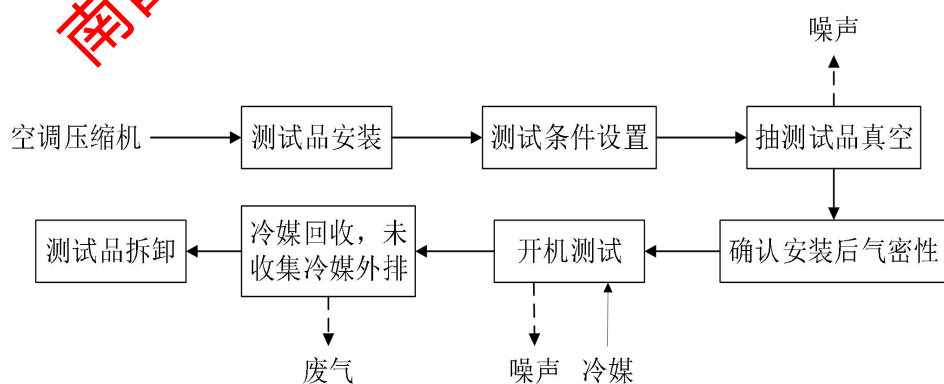 南
噪声
空调压缩机
测试品安装
测试条件设置
抽测试品真空
测试品拆卸
冷媒回收，未
收集冷媒外排
开机测试
确认安装后气密性
废气
噪声
冷媒